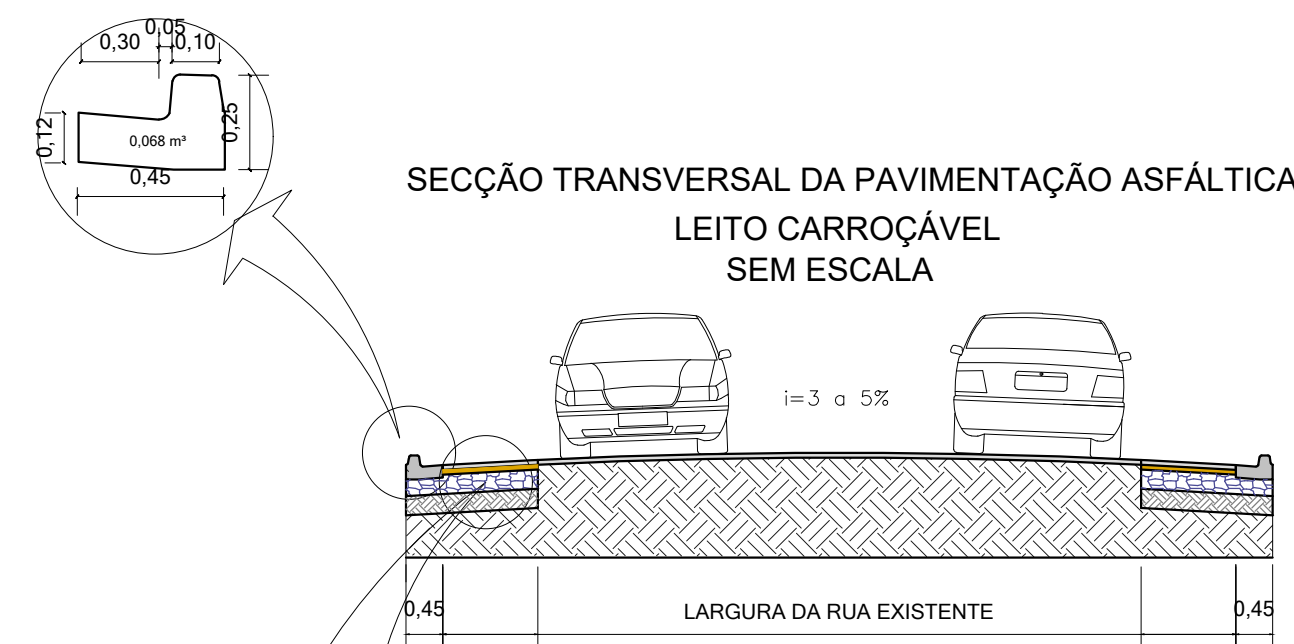 0,05
0,30
0,10
0,12
0,25
0,068 m³
0,45
SECÇÃO TRANSVERSAL DA PAVIMENTAÇÃO ASFÁLTICA
LEITO CARROÇÁVEL
SEM ESCALA
i=3 a 5%
0,45
LARGURA DA RUA EXISTENTE
0,45